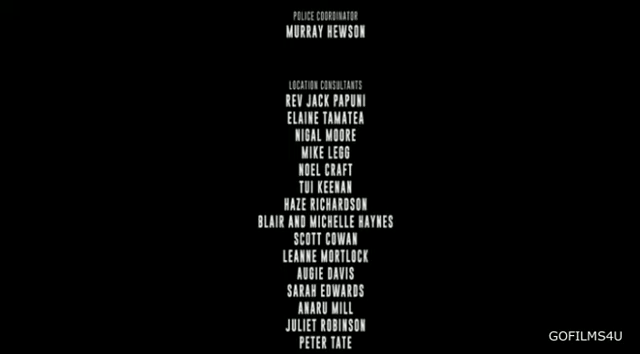 POLICE COORDINATOR
MURRAY HEWSON
LOCATION CONSULTANTS
REV JACK PAPUNI
ELAINE TAMATEA
NIGAL MOORE
MIKE LEGG
NOEL CRAFT
TUI KEENAN
HAZE RICHARDSON
BLAIR AND MICHELLE HAYNES
SCOTT COWAN
LEANNE MORTLOCK
AUGIE DAVIS
SARAH EDWARDS
ANARU MILL
JULIET ROBINSON
PETER TATE
GOFILMS4U